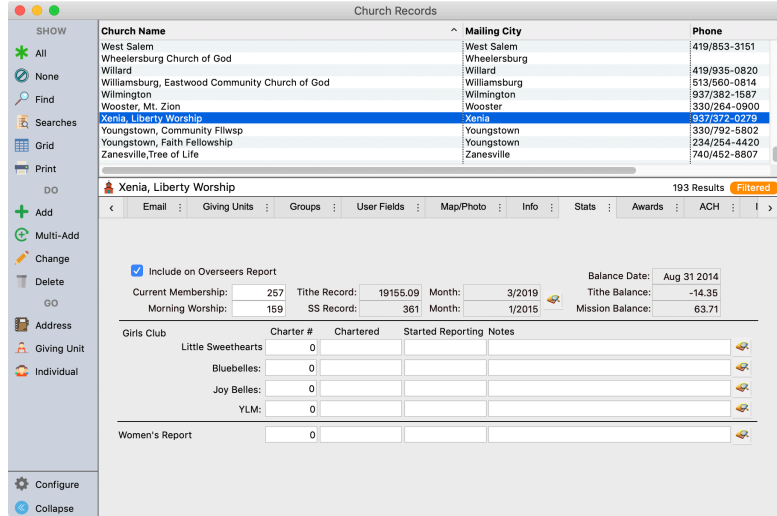 Church Records
SHOW
All
None
Find
Searches
Grid
Print
DO
Add
Multi-Add
Change
Delete
GO
Address
Giving Unit
Individual
Configure
Collapse
Church Name Mailing City Phone
West Salem West Salem 419/853-3151
Wheelersburg Church of God Wheelersburg
Willard Willard 419/935-0820
Williamsburg, Eastwood Community Church of God Williamsburg 513/560-0814
Wilmington Wilmington 937/382-1587
Wooster, Mt. Zion Wooster 330/264-0900
Xenia, Liberty Worship Xenia 937/372-0279
Youngstown, Community Fllwsp Youngstown 330/792-5802
Youngstown, Faith Fellowship Youngstown 234/254-4420
Zanesville,Tree of Life Zanesville 740/452-8807
Xenia, Liberty Worship 193 Results Filtered
Email Giving Units Groups User Fields Map/Photo Info Stats Awards ACH
Include on Overseers Report Balance Date: Aug 31 2014
Current Membership: 257 Tithe Record: 19155.09 Month: 3/2019 Tithe Balance: -14.35
Morning Worship: 159 SS Record: 361 Month: 1/2015 Mission Balance: 63.71
Girls Club Charter # Chartered Started Reporting Notes
Little Sweethearts 0
Bluebelles: 0
Joy Belles: 0
YLM: 0
Women's Report 0